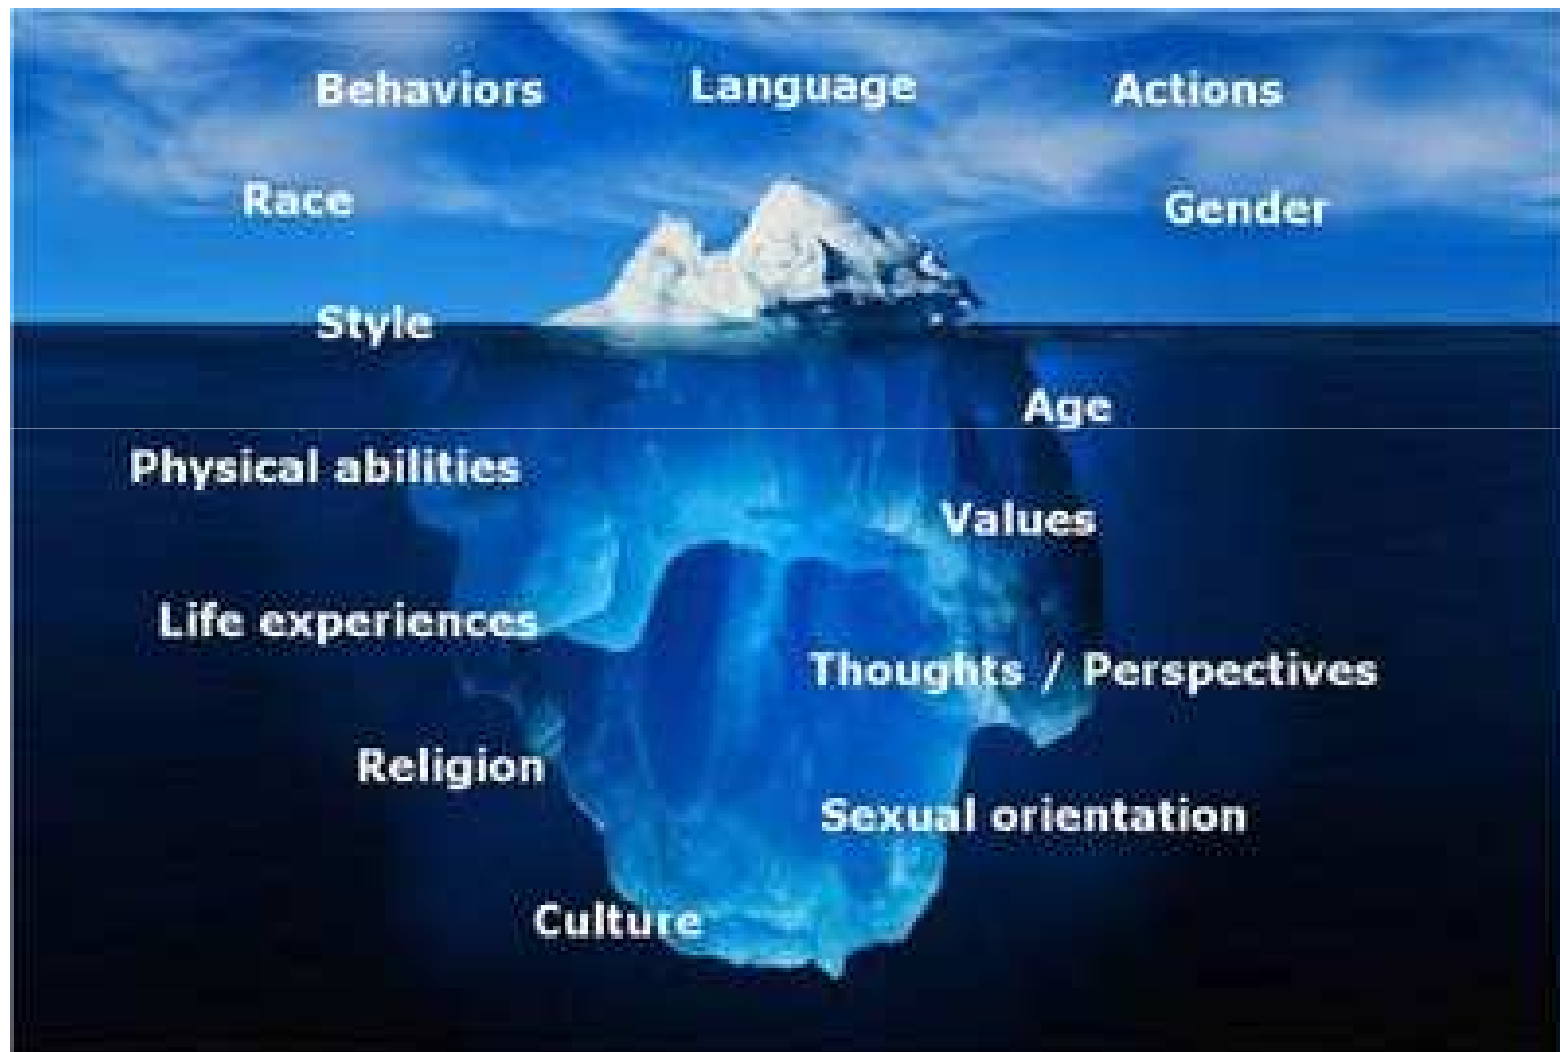 Behaviors Language Actions
Race Gender
Style
Age
Physical abilities
Values
Life experiences
Thoughts / Perspectives
Religion
Sexual orientation
Culture